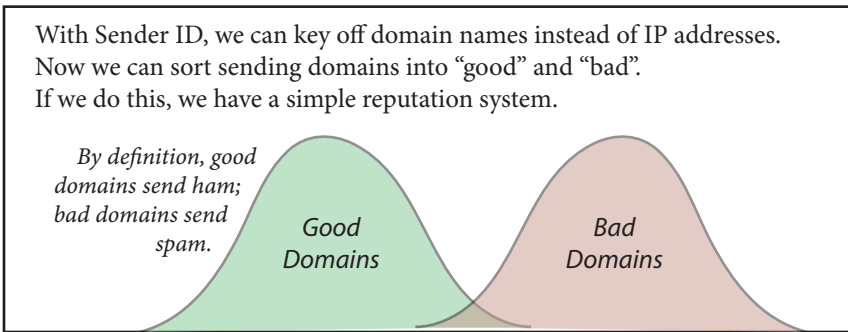 With Sender ID, we can key off domain names instead of IP addresses.
Now we can sort sending domains into “good” and “bad”.
If we do this, we have a simple reputation system.
By definition, good
domains send ham;
bad domains send
spam.
Good
Domains
Bad
Domains